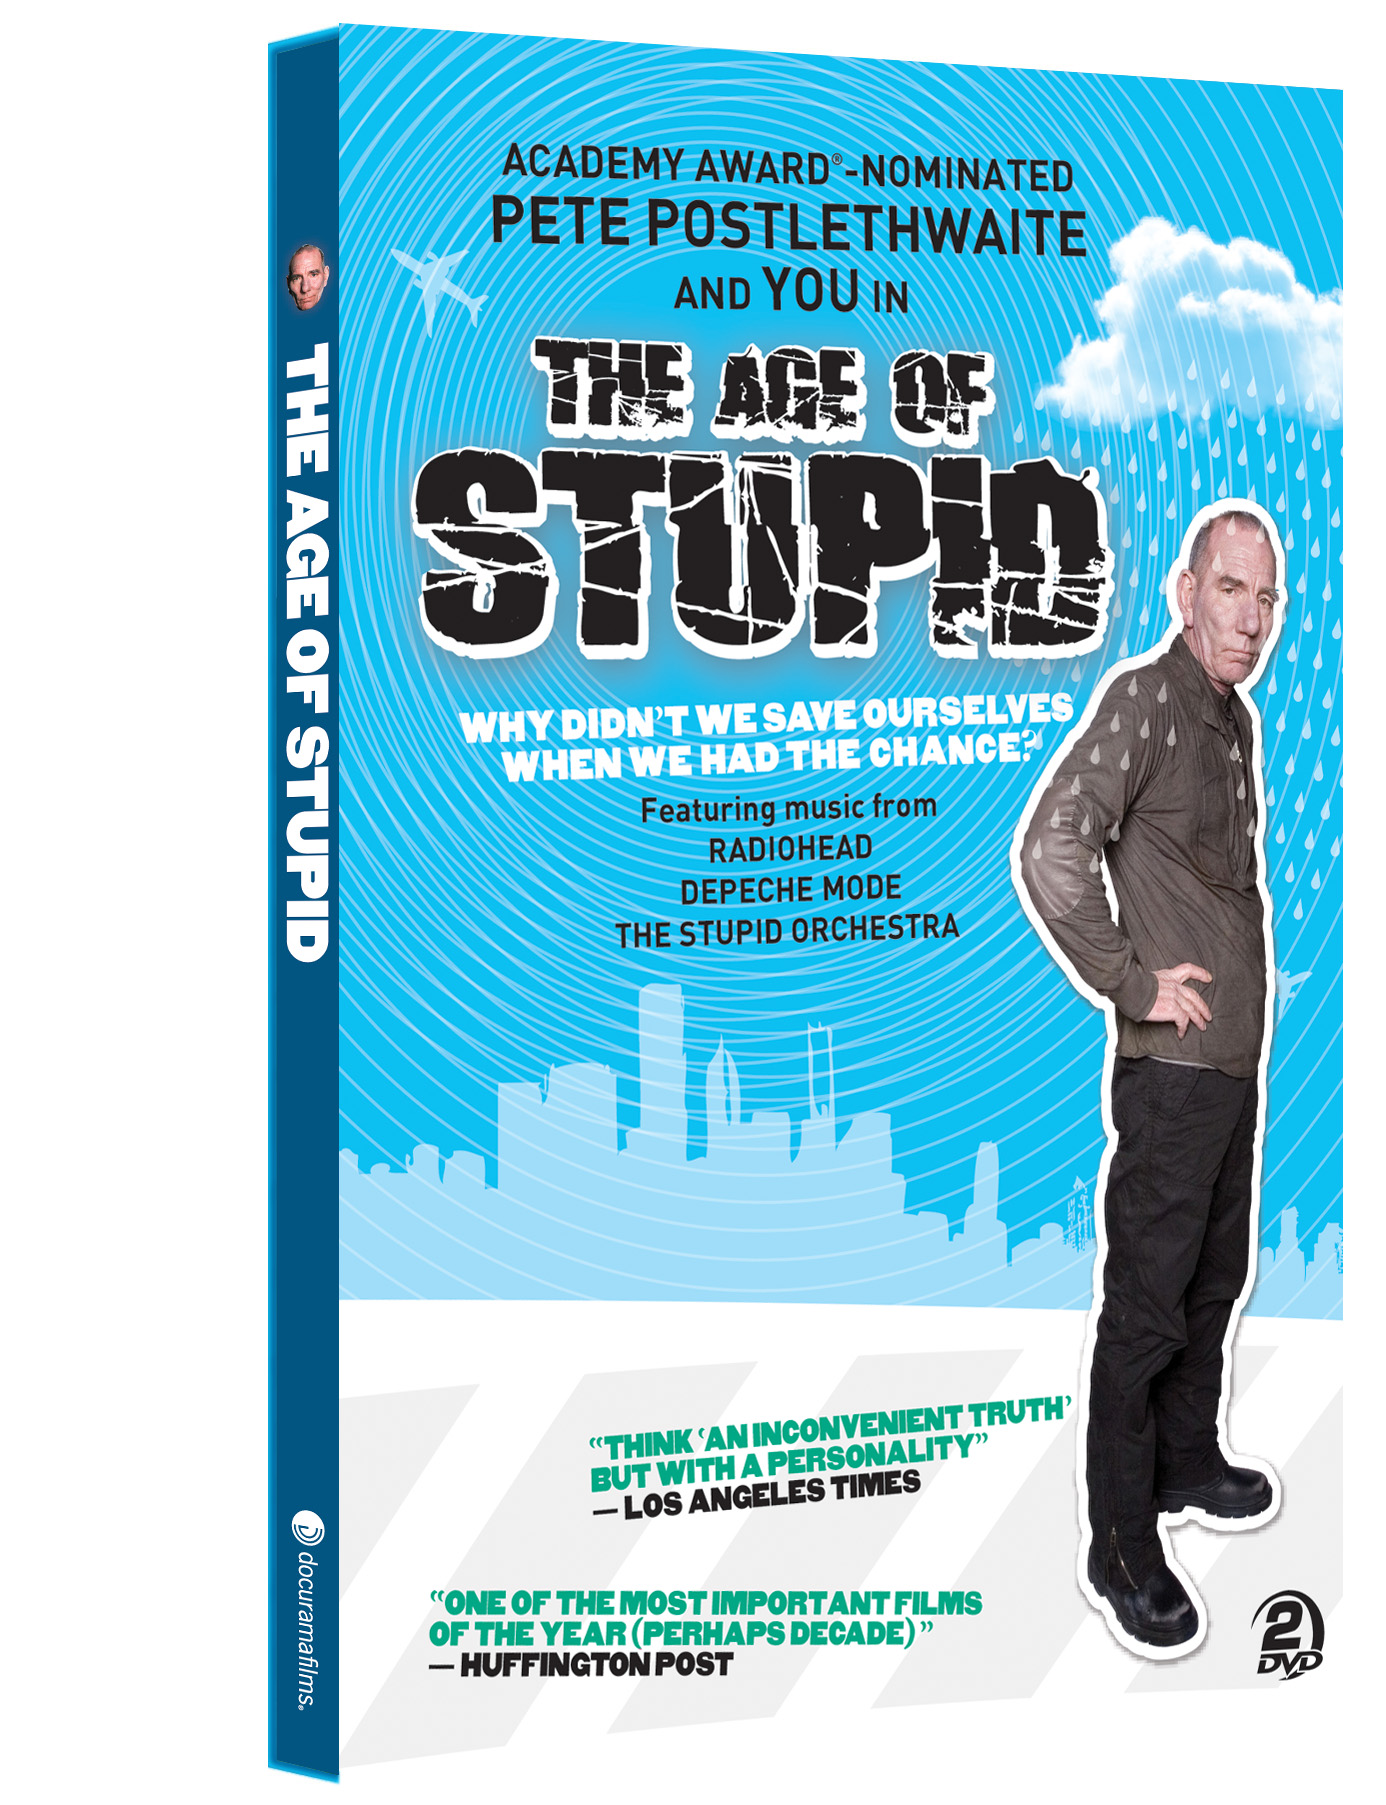 ACADEMY AWARD®-NOMINATED
PETE POSTLETHWAITE
AND YOU IN
THE AGE OF
STUPID
WHY DIDN'T WE SAVE OURSELVES
WHEN WE HAD THE CHANCE?
Featuring music from
RADIOHEAD
DEPECHE MODE
THE STUPID ORCHESTRA
"THINK 'AN INCONVENIENT TRUTH'
BUT WITH A PERSONALITY"
— LOS ANGELES TIMES
"ONE OF THE MOST IMPORTANT FILMS
OF THE YEAR (PERHAPS DECADE)"
— HUFFINGTON POST
2
DVD
THE AGE OF STUPID
docuramafilms®